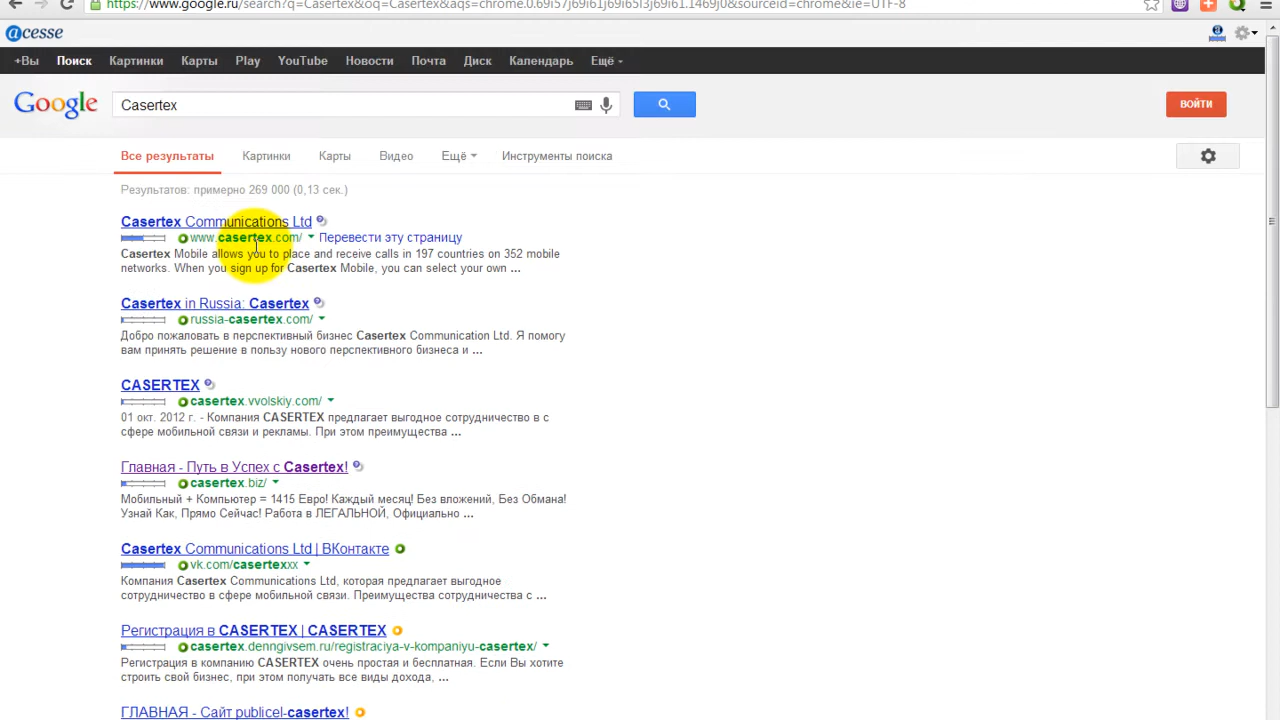 https://www.google.ru/search?q=Casertex&oq=Casertex&aqs=chrome.0.69i57j69i60j69i61j69i65l3j69i61.1469j0&sourceid=chrome&ie=UTF-8
acesse
+Вы Поиск Картинки Карты Play YouTube Новости Почта Диск Календарь Ещё
Google Casertex ВОЙТИ
Все результаты Картинки Карты Видео Ещё Инструменты поиска
Результатов: примерно 269 000 (0,13 сек.)
Casertex Communications Ltd
www.casertex.com/ Перевести эту страницу
Casertex Mobile allows you to place and receive calls in 197 countries on 352 mobile
networks. When you sign up for Casertex Mobile, you can select your own ...
Casertex in Russia: Casertex
russia-casertex.com/
Добро пожаловать в перспективный бизнес Casertex Communication Ltd. Я помогу
вам принять решение в пользу нового перспективного бизнеса и ...
CASERTEX
casertex.vvolskiy.com/
01 окт. 2012 г. - Компания CASERTEX предлагает выгодное сотрудничество в с
сфере мобильной связи и рекламы. При этом преимущества ...
Главная - Путь в Успех с Casertex!
casertex.biz/
Мобильный + Компьютер = 1415 Евро! Каждый месяц! Без вложений, Без Обмана!
Узнай Как, Прямо Сейчас! Работа в ЛЕГАЛЬНОЙ, Официально ...
Casertex Communications Ltd | ВКонтакте
vk.com/casertexxx
Компания Casertex Communications Ltd, которая предлагает выгодное
сотрудничество в сфере мобильной связи. Преимущества сотрудничества с ...
Регистрация в CASERTEX | CASERTEX
casertex.denngivsem.ru/registraciya-v-kompaniyu-casertex/
Регистрация в компанию CASERTEX очень простая и бесплатная. Если Вы хотите
строить свой бизнес, при этом получать все виды дохода, ...
ГЛАВНАЯ - Сайт publicel-casertex!